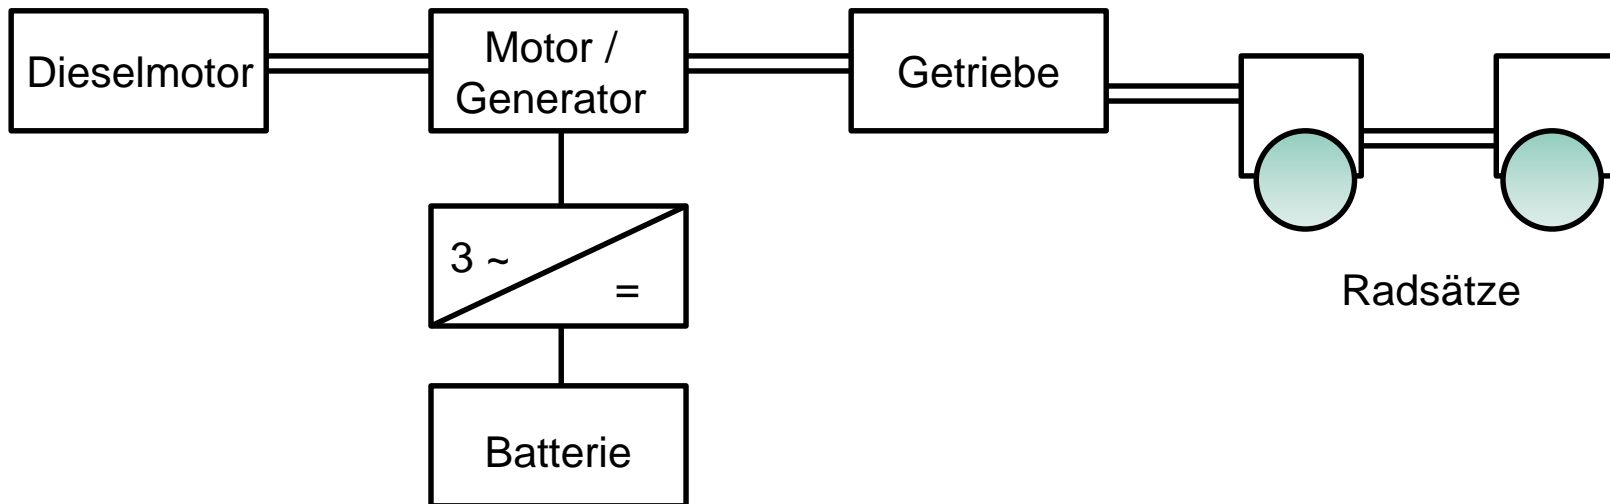 Dieselmotor
Motor /
Generator
Getriebe
3 ~
=
Radsätze
Batterie